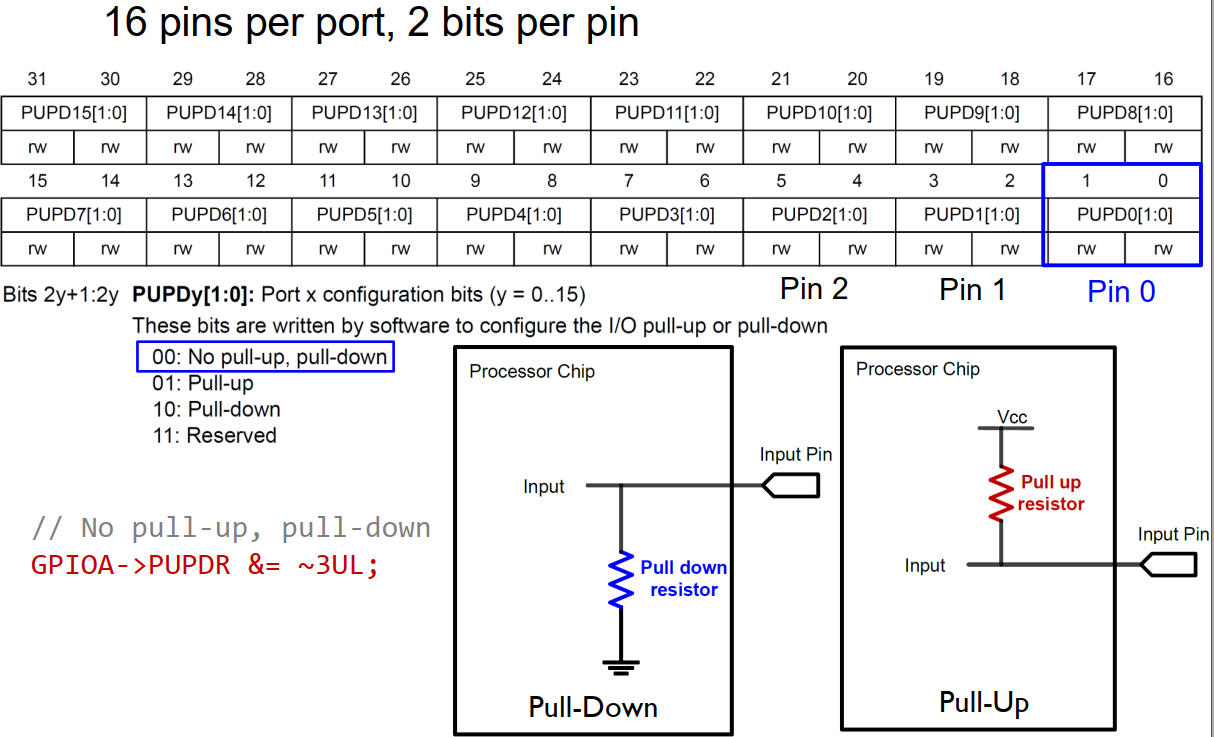 16 pins per port, 2 bits per pin
31 30 29 28 27 26 25 24 23 22 21 20 19 18 17 16
PUPD15[1:0] PUPD14[1:0] PUPD13[1:0] PUPD12[1:0] PUPD11[1:0] PUPD10[1:0] PUPD9[1:0] PUPD8[1:0]
rw rw rw rw rw rw rw rw rw rw rw rw rw rw rw rw
15 14 13 12 11 10 9 8 7 6 5 4 3 2 1 0
PUPD7[1:0] PUPD6[1:0] PUPD5[1:0] PUPD4[1:0] PUPD3[1:0] PUPD2[1:0] PUPD1[1:0] PUPD0[1:0]
rw rw rw rw rw rw rw rw rw rw rw rw rw rw rw rw
Pin 2 Pin 1 Pin 0
Bits 2y+1:2y PUPDy[1:0]: Port x configuration bits (y = 0..15)
These bits are written by software to configure the I/O pull-up or pull-down
00: No pull-up, pull-down
01: Pull-up
10: Pull-down
11: Reserved
// No pull-up, pull-down
GPIOA->PUPDR &= ~3UL;
Processor Chip
Input Pin
Input
Pull down
resistor
Pull-Down
Processor Chip
Vcc
Pull up
resistor
Input Pin
Input
Pull-Up